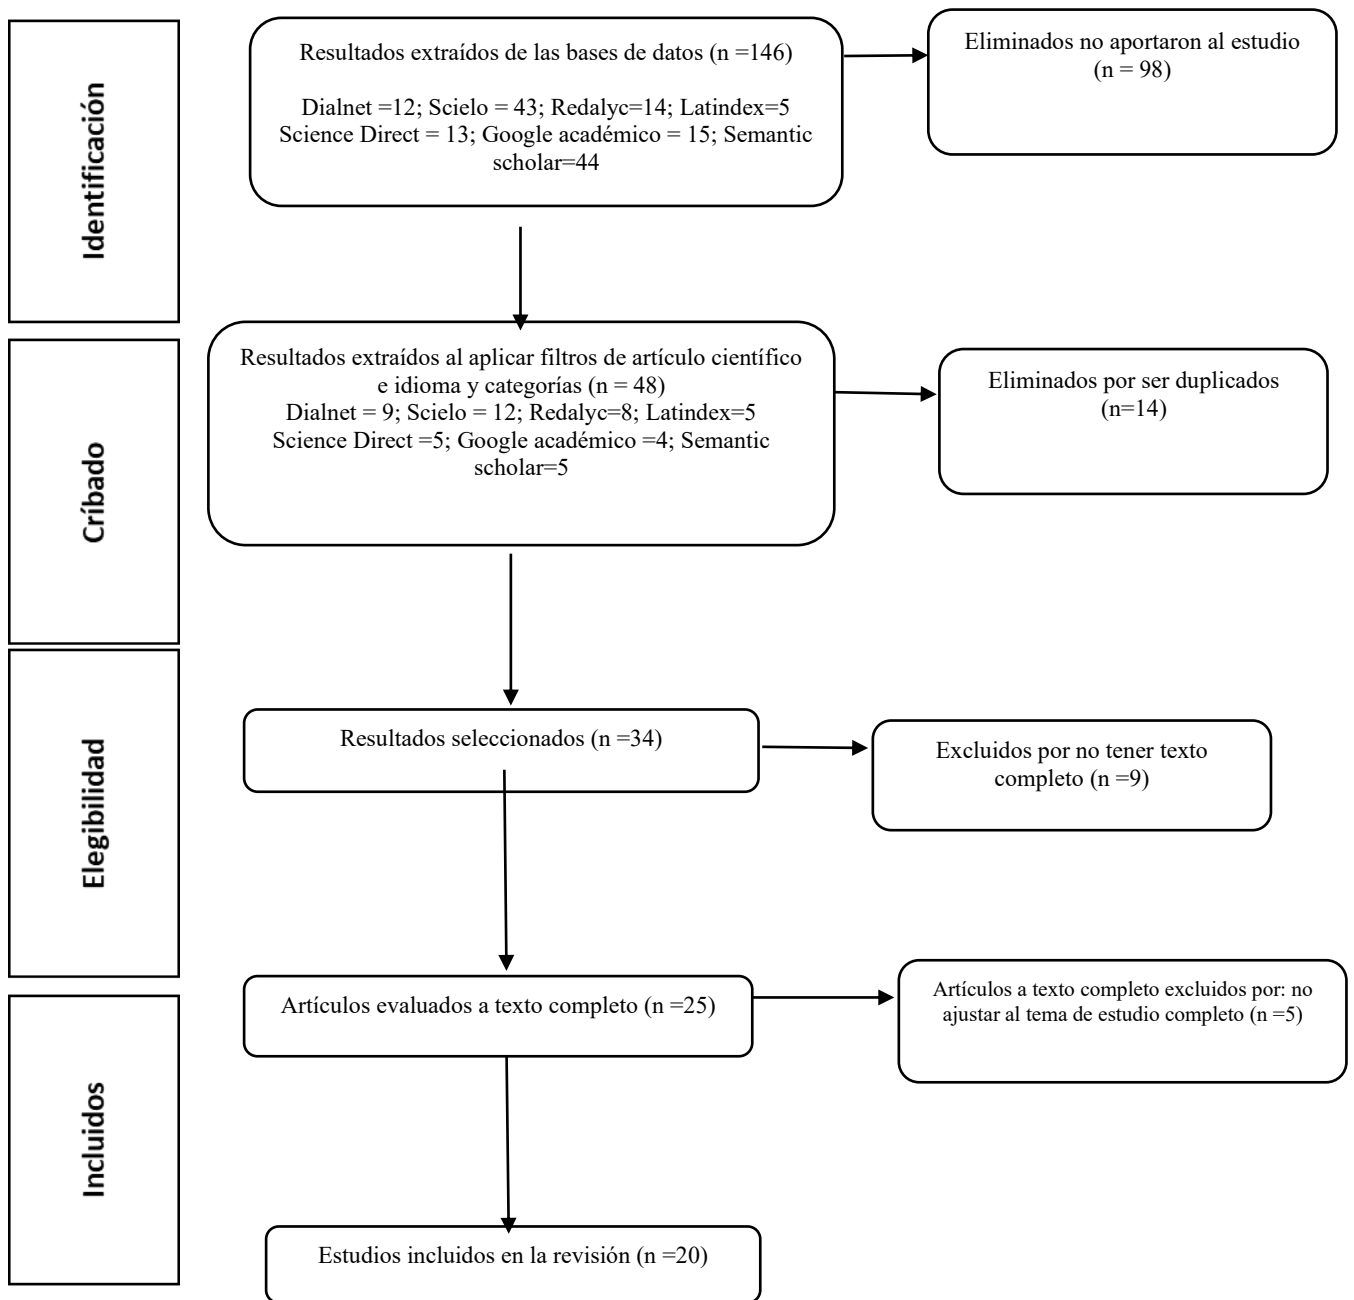 Identificación
Resultados extraídos de las bases de datos (n =146)
Dialnet =12; Scielo = 43; Redalyc=14; Latindex=5
Science Direct = 13; Google académico = 15; Semantic
scholar=44
Eliminados no aportaron al estudio
(n = 98)
Críbado
Resultados extraídos al aplicar filtros de artículo científico
e idioma y categorías (n = 48)
Dialnet = 9; Scielo = 12; Redalyc=8; Latindex=5
Science Direct =5; Google académico =4; Semantic
scholar=5
Eliminados por ser duplicados
(n=14)
Elegibilidad
Resultados seleccionados (n =34)
Excluidos por no tener texto
completo (n =9)
Artículos evaluados a texto completo (n =25)
Artículos a texto completo excluidos por: no
ajustar al tema de estudio completo (n =5)
Incluidos
Estudios incluidos en la revisión (n =20)